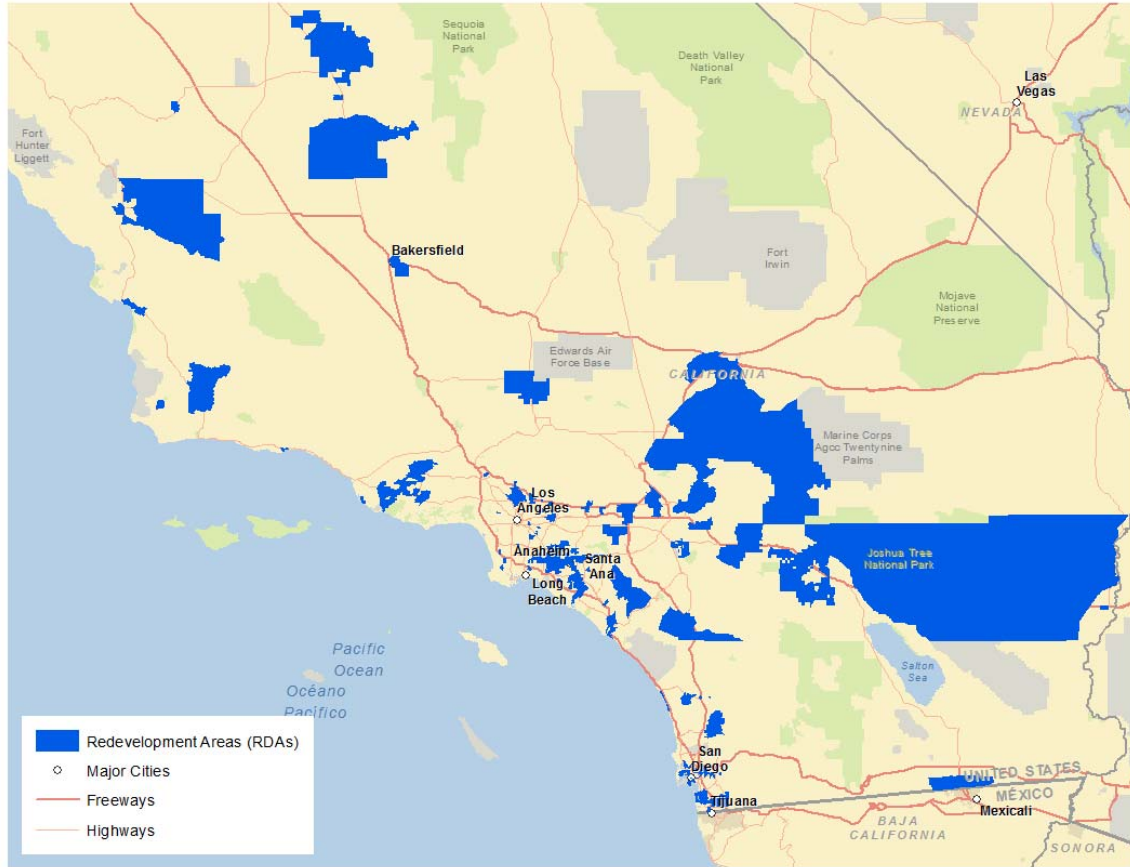 Sequoia
National
Park
Death Valley
National
Park
Las
Vegas
NEVADA
Fort
Hunter
Liggett
Bakersfield
Fort
Irwin
Mojave
National
Preserve
Edwards Air
Force Base
CALIFORNIA
Marine Corps
Agcc Twentynine
Palms
Los
Angeles
Anaheim
Santa
Ana
Long
Beach
Joshua Tree
National Park
Pacific
Ocean
Océano
Pacífico
Salton
Sea
San
Diego
Tijuana
UNITED STATES
MÉXICO
Mexicali
BAJA
CALIFORNIA
SONORA
Redevelopment Areas (RDAs)
Major Cities
Freeways
Highways